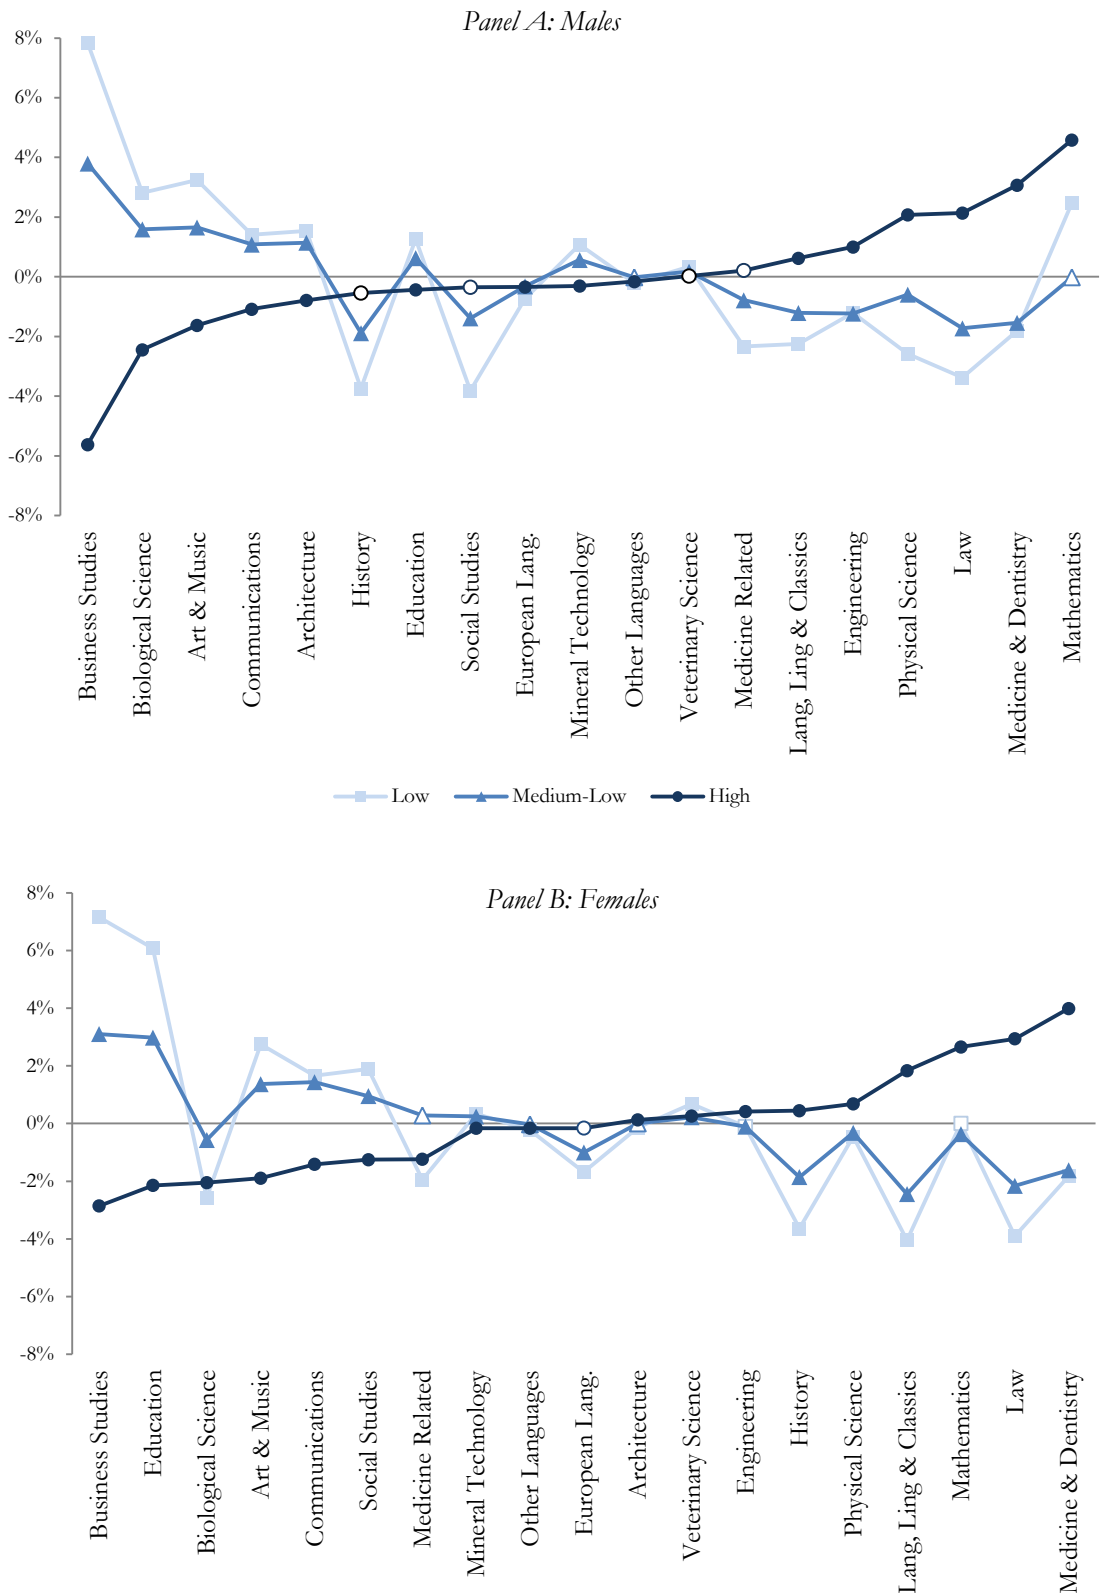 Panel A: Males
8%
6%
4%
2%
0%
-2%
-4%
-6%
-8%
Business Studies
Biological Science
Art & Music
Communications
Architecture
History
Education
Social Studies
European Lang.
Mineral Technology
Other Languages
Veterinary Science
Medicine Related
Lang, Ling & Classics
Engineering
Physical Science
Law
Medicine & Dentistry
Mathematics
Low
Medium-Low
High
Panel B: Females
8%
6%
4%
2%
0%
-2%
-4%
-6%
-8%
Business Studies
Education
Biological Science
Art & Music
Communications
Social Studies
Medicine Related
Mineral Technology
Other Languages
European Lang.
Architecture
Veterinary Science
Engineering
History
Physical Science
Lang, Ling & Classics
Mathematics
Law
Medicine & Dentistry